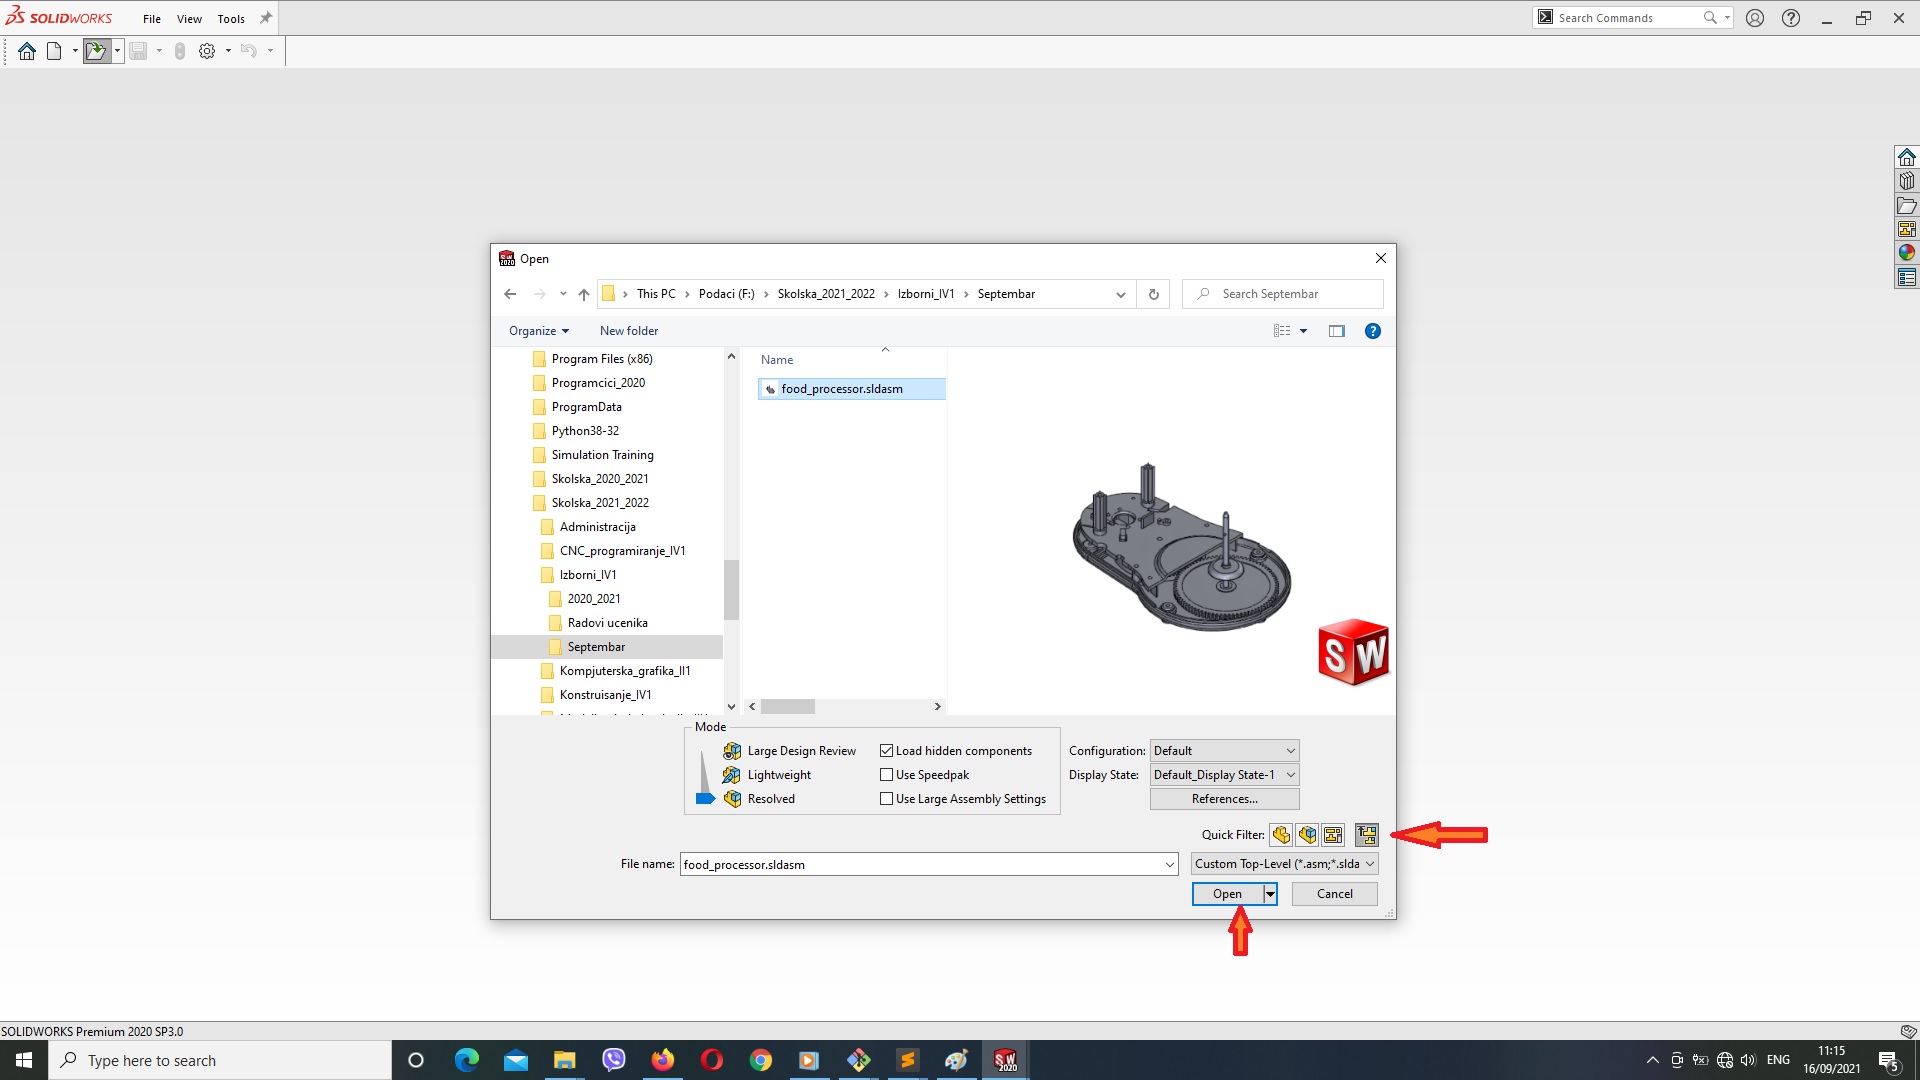 SOLIDWORKS File View Tools Search Commands
Open
This PC Podaci (F:) Skolska_2021_2022 Izborni_IV1 Septembar Search Septembar
Organize New folder
Program Files (x86)
Programcici_2020
ProgramData
Python38-32
Simulation Training
Skolska_2020_2021
Skolska_2021_2022
Administracija
CNC_programiranje_IV1
Izborni_IV1
2020_2021
Radovi ucenika
Septembar
Kompjuterska_grafika_II1
Konstruisanje_IV1
Name
food_processor.sldasm
SW
Mode
Large Design Review
Lightweight
Resolved
Load hidden components
Use Speedpak
Use Large Assembly Settings
Configuration: Default
Display State: Default_Display State-1
References...
Quick Filter:
File name: food_processor.sldasm Custom Top-Level (*.asm;*.slda
Open Cancel
SOLIDWORKS Premium 2020 SP3.0
Type here to search
SW
2020
ENG
11:15
16/09/2021
5